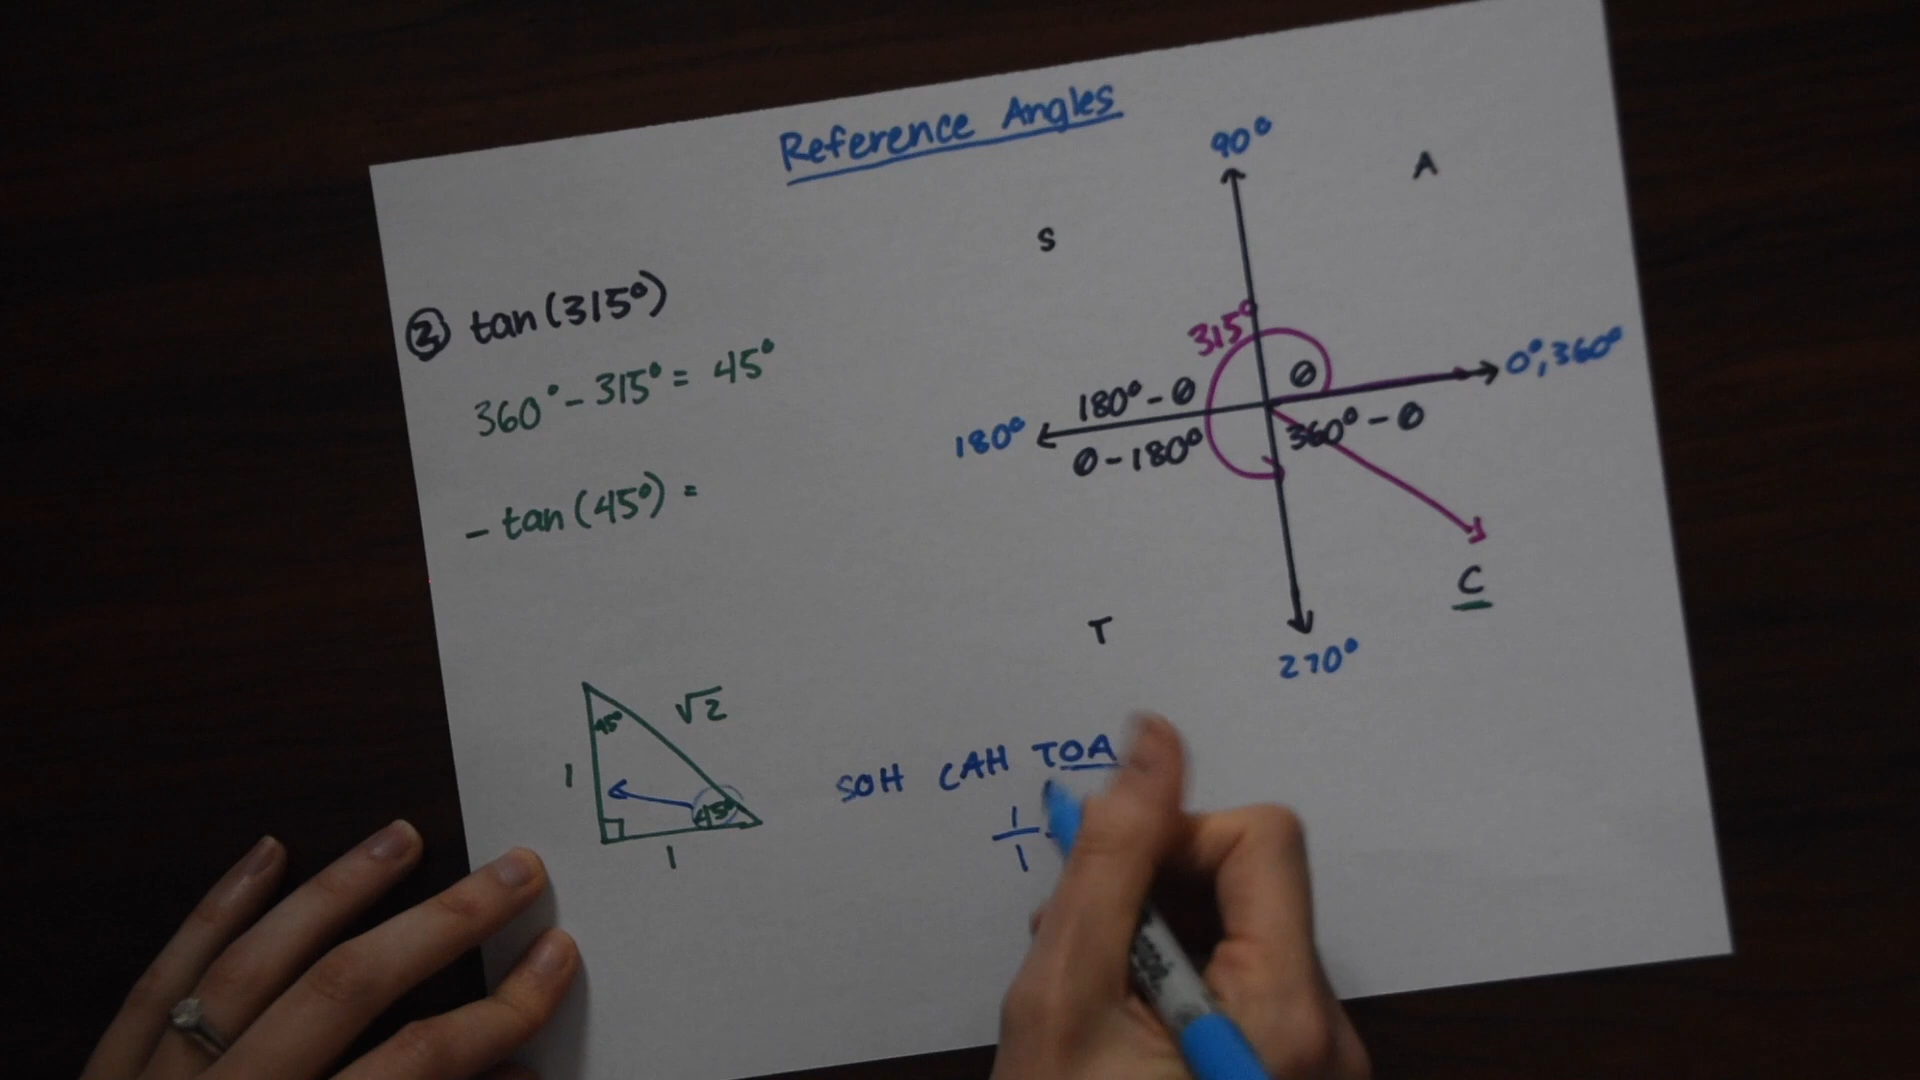 Reference Angles
② tan(315°)
360° - 315° = 45°
- tan(45°) =
90°
A
S
315°
θ
0°, 360°
180° - θ
180°
θ - 180°
360° - θ
C
T
270°
45°
√2
1
45°
1
SOH CAH TOA
1
1